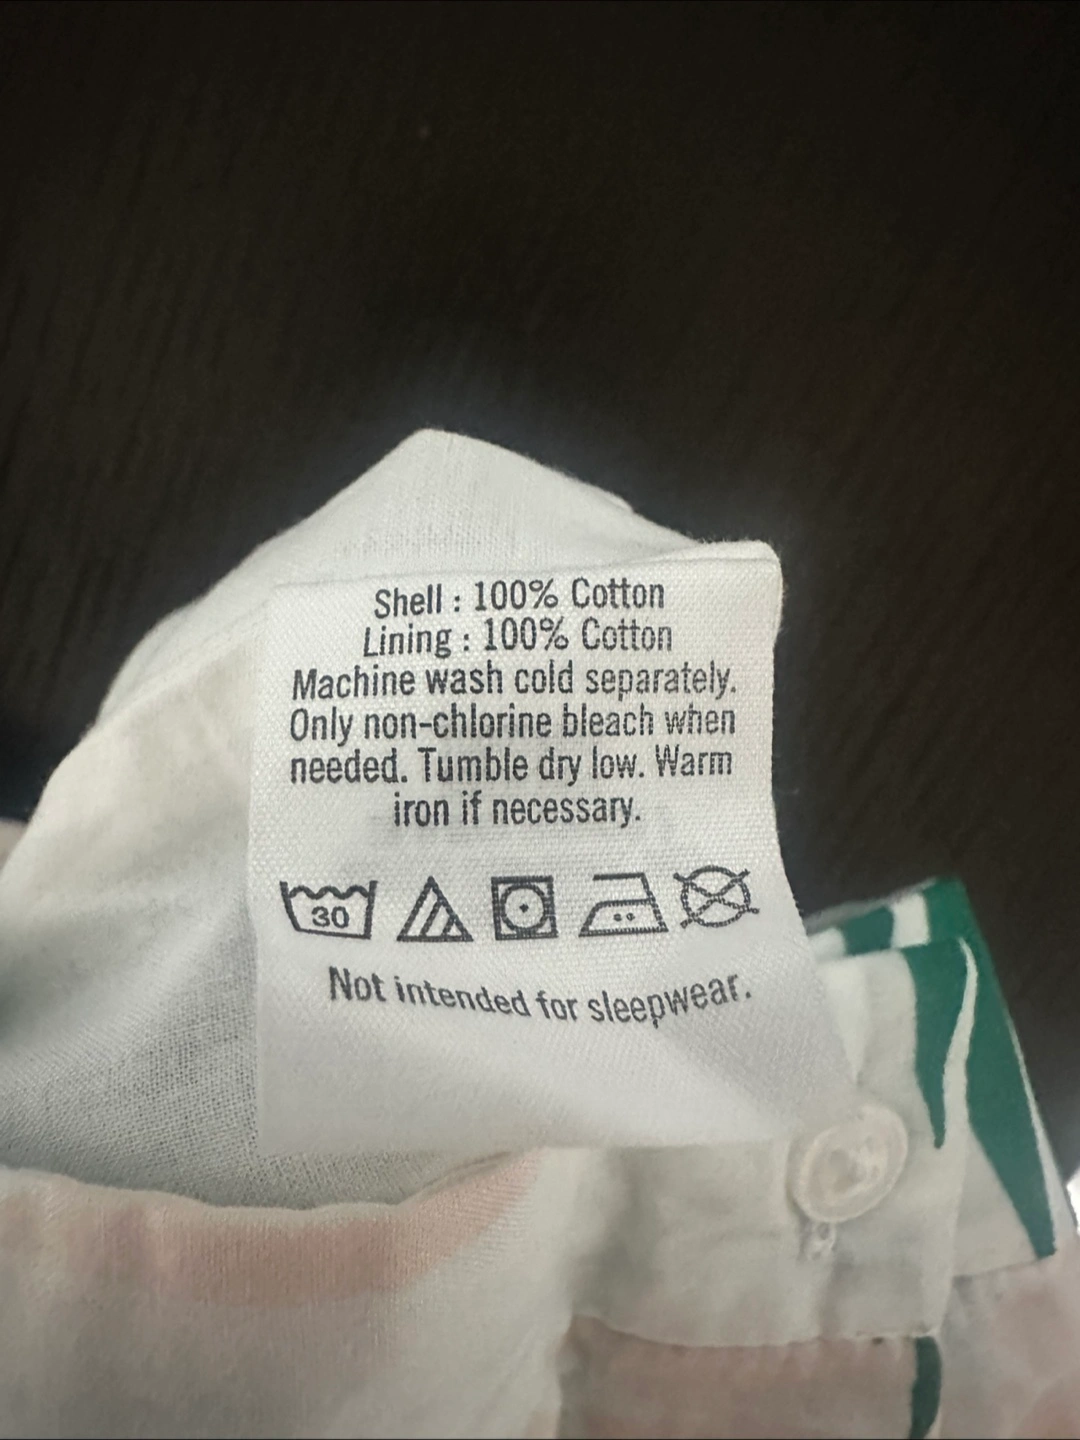 Shell : 100% Cotton
Lining : 100% Cotton
Machine wash cold separately.
Only non-chlorine bleach when
needed. Tumble dry low. Warm
iron if necessary.
30
Not intended for sleepwear.